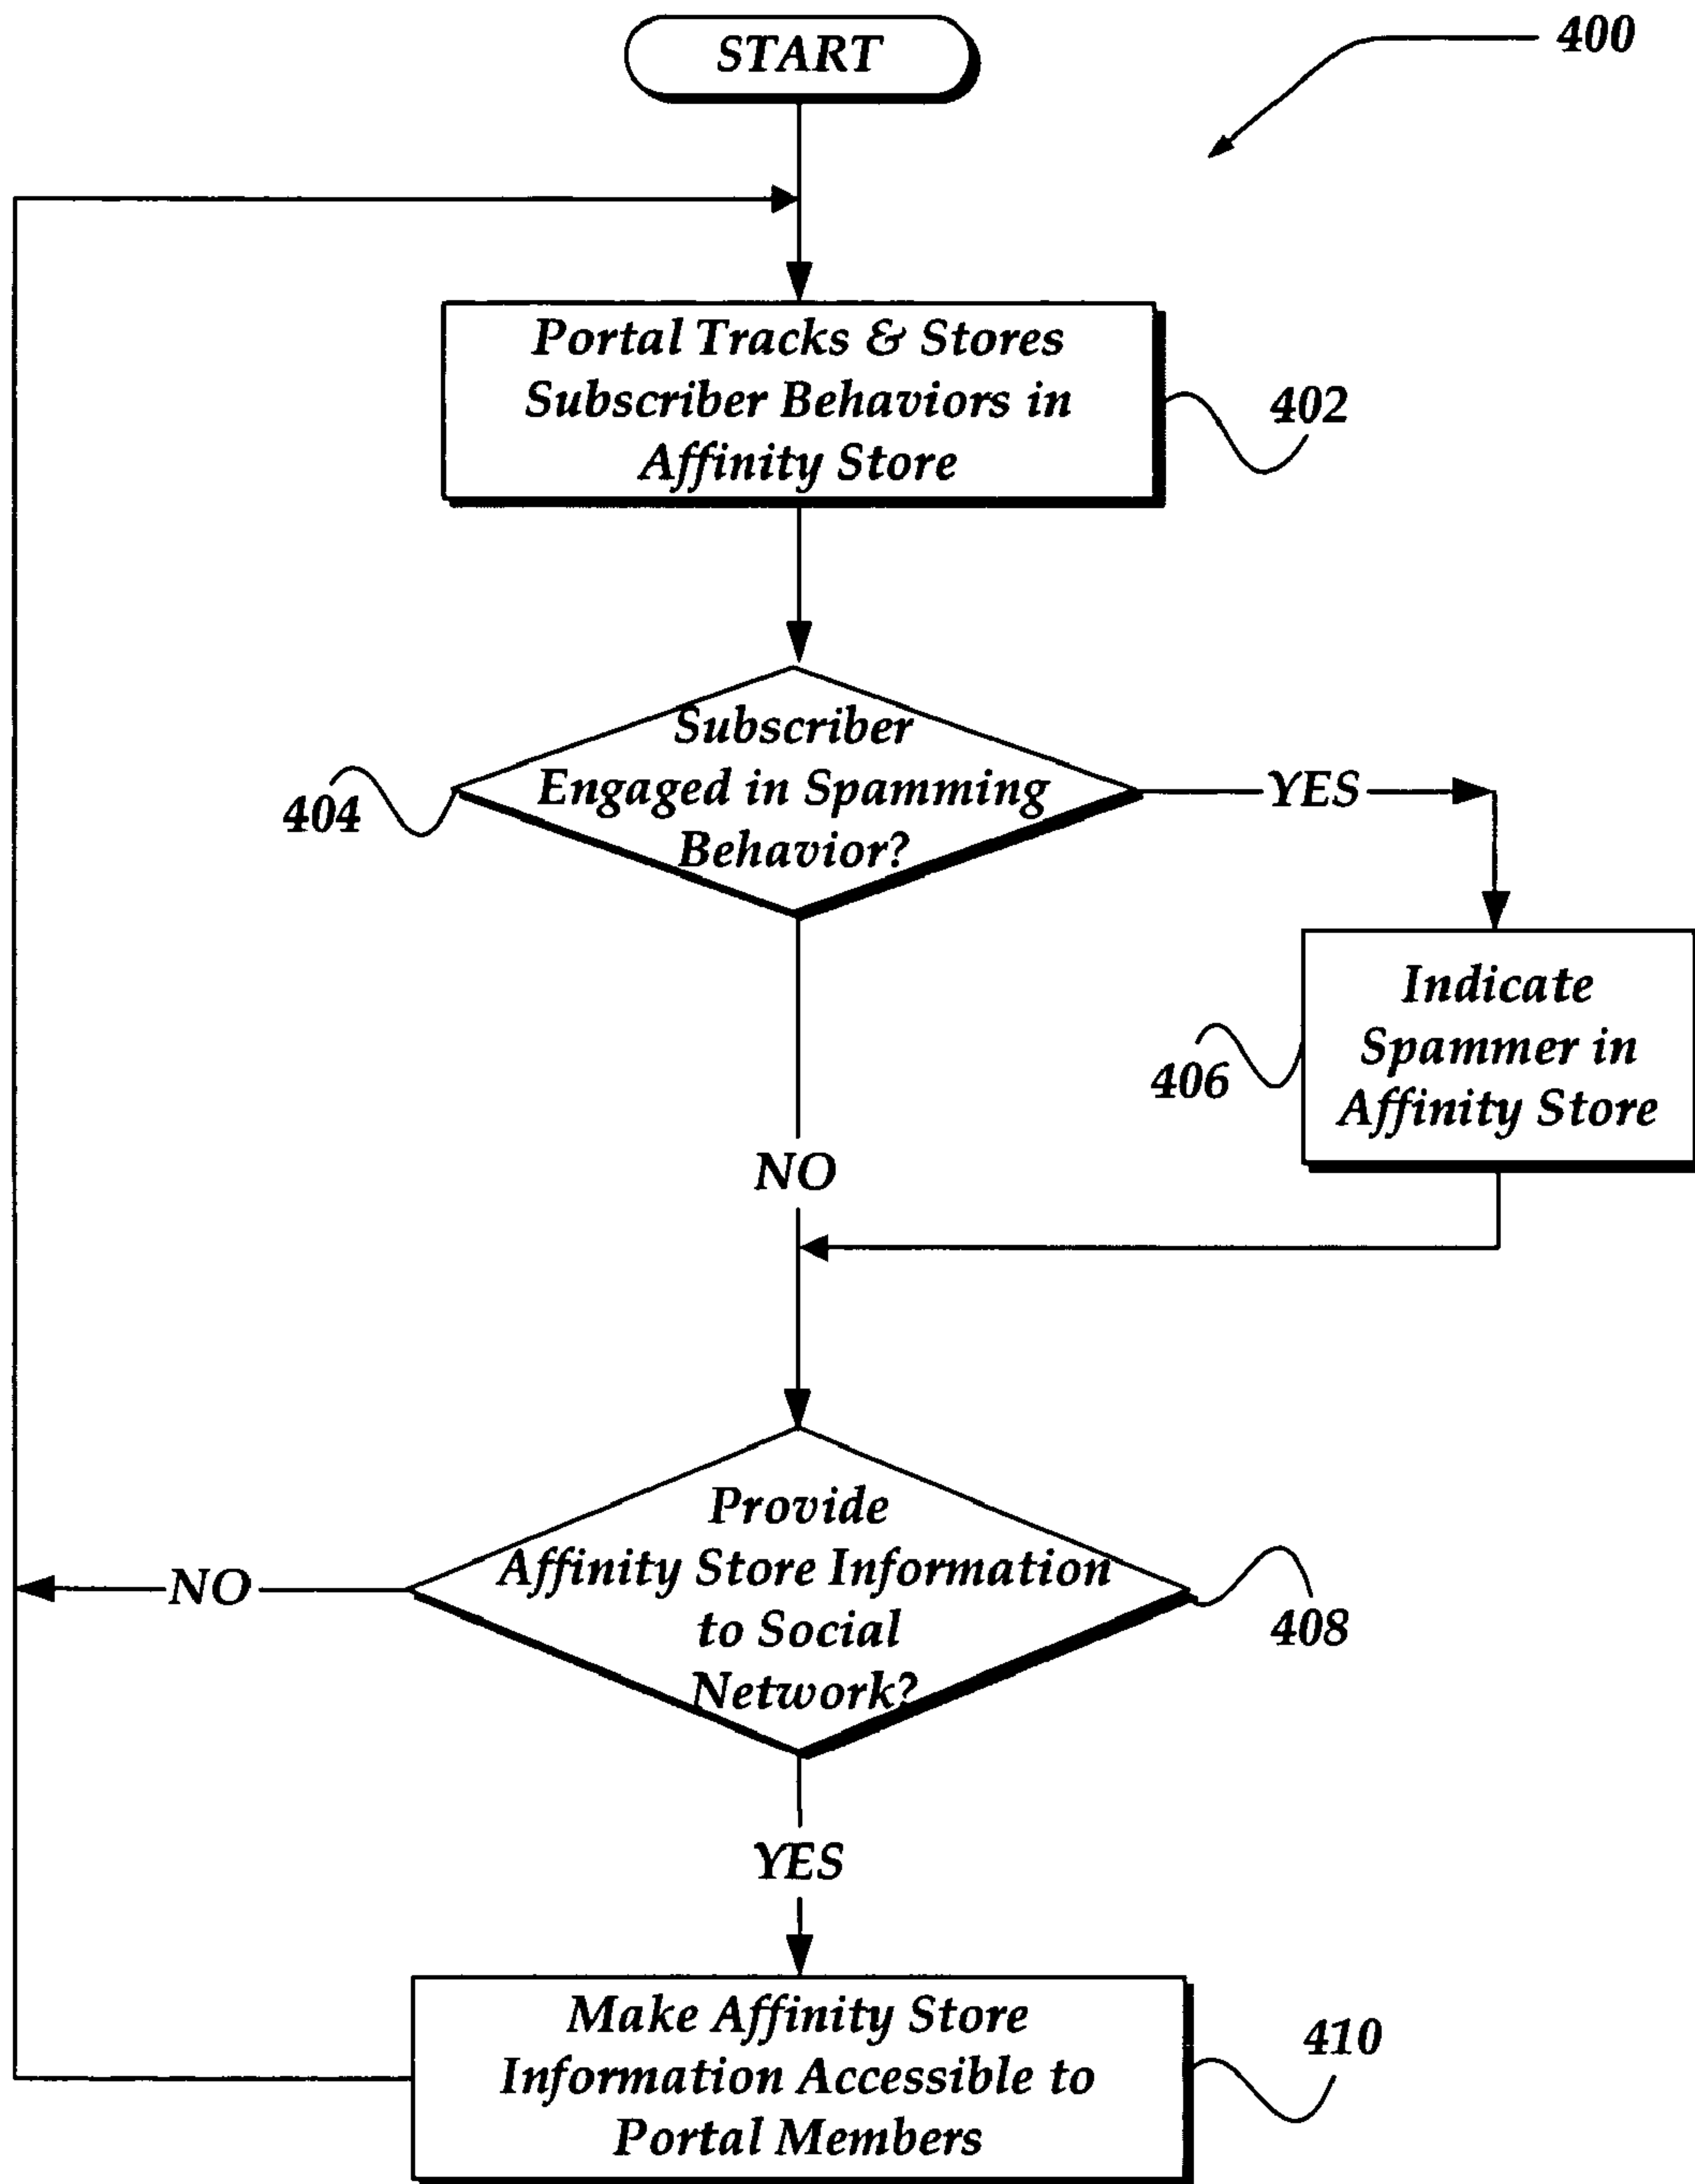 START
400
Portal Tracks & Stores
Subscriber Behaviors in
Affinity Store
402
Subscriber
Engaged in Spamming
Behavior?
404
YES
Indicate
Spammer in
Affinity Store
406
NO
Provide
Affinity Store Information
to Social
Network?
NO
408
YES
Make Affinity Store
Information Accessible to
Portal Members
410